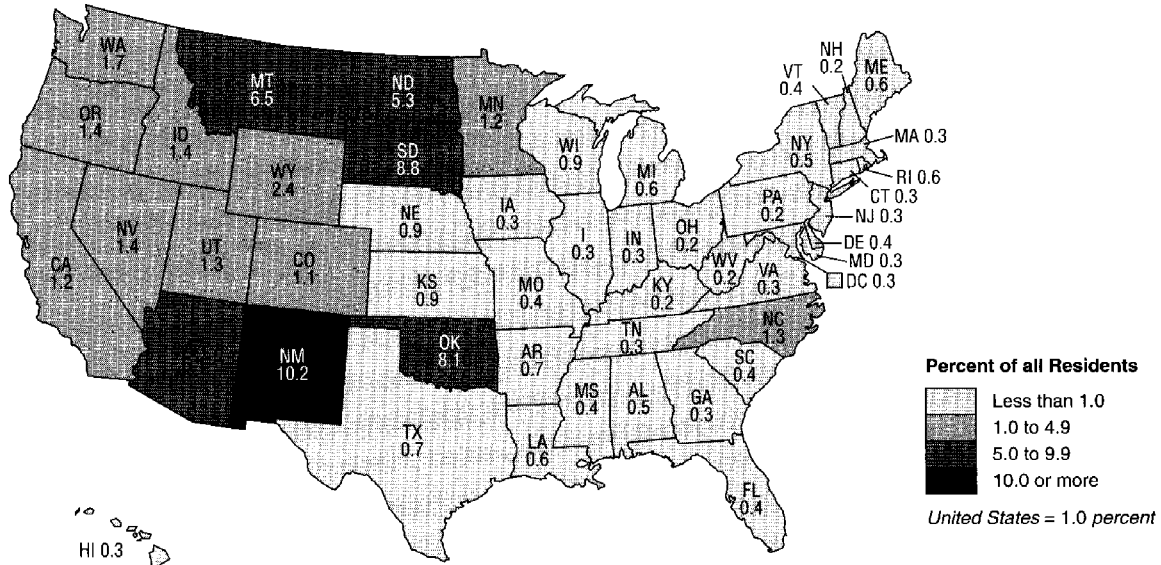 WA
1.7
MT
6.5
ND
5.3
MN
1.2
OR
1.4
ID
1.4
WY
2.4
SD
8.8
WI
0.9
MI
0.6
NY
0.5
VT
0.4
NH
0.2
ME
0.6
MA 0.3
RI 0.6
CT 0.3
NJ 0.3
DE 0.4
MD 0.3
DC 0.3
PA
0.2
CA
1.2
NV
1.4
UT
1.3
CO
1.1
NE
0.9
IA
0.3
I
0.3
IN
0.3
OH
0.2
WV
0.2
VA
0.3
KS
0.9
MO
0.4
KY
0.2
NC
1.3
TN
0.3
SC
0.4
NM
10.2
OK
8.1
AR
0.7
MS
0.4
AL
0.5
GA
0.3
TX
0.7
LA
0.6
FL
0.4
HI 0.3
Percent of all Residents
Less than 1.0
1.0 to 4.9
5.0 to 9.9
10.0 or more
United States = 1.0 percent